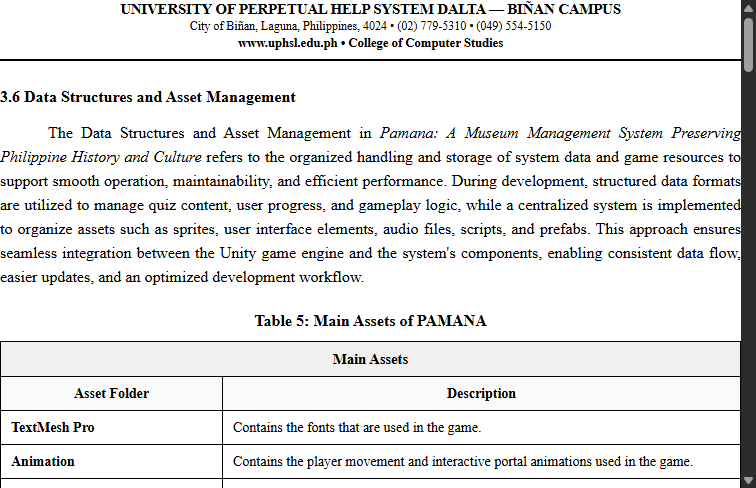 UNIVERSITY OF PERPETUAL HELP SYSTEM DALTA — BIÑAN CAMPUS
City of Biñan, Laguna, Philippines, 4024 • (02) 779-5310 • (049) 554-5150
www.uphsl.edu.ph • College of Computer Studies
3.6 Data Structures and Asset Management
The Data Structures and Asset Management in Pamana: A Museum Management System Preserving
Philippine History and Culture refers to the organized handling and storage of system data and game resources to
support smooth operation, maintainability, and efficient performance. During development, structured data formats
are utilized to manage quiz content, user progress, and gameplay logic, while a centralized system is implemented
to organize assets such as sprites, user interface elements, audio files, scripts, and prefabs. This approach ensures
seamless integration between the Unity game engine and the system's components, enabling consistent data flow,
easier updates, and an optimized development workflow.
Table 5: Main Assets of PAMANA
Main Assets
Asset Folder Description
TextMesh Pro Contains the fonts that are used in the game.
Animation Contains the player movement and interactive portal animations used in the game.